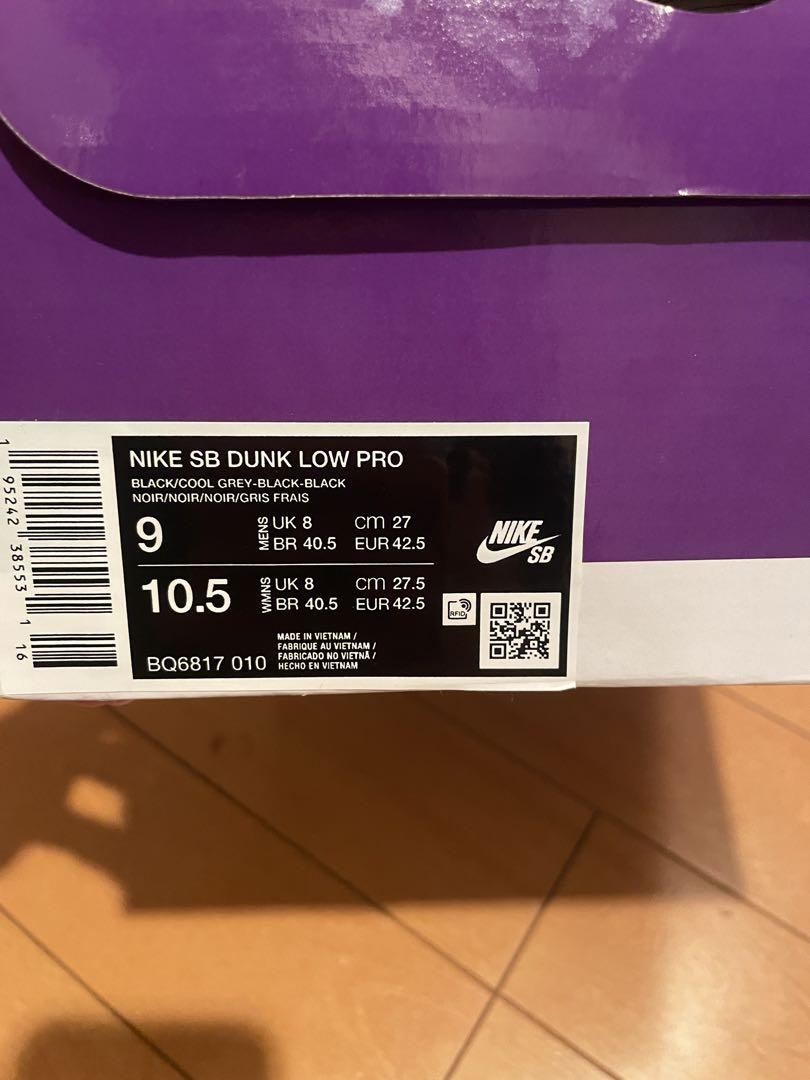 NIKE SB DUNK LOW PRO
BLACK/COOL GREY-BLACK-BLACK
NOIR/NOIR/NOIR/GRIS FRAIS
9 MENS UK 8 cm 27
BR 40.5 EUR 42.5
10.5 WMNS UK 8 cm 27.5
BR 40.5 EUR 42.5
NIKE
SB
RFID
MADE IN VIETNAM /
FABRIQUE AU VIETNAM /
FABRICADO NO VIETNÃ /
HECHO EN VIETNAM
BQ6817 010
1 95242 38553 1 16